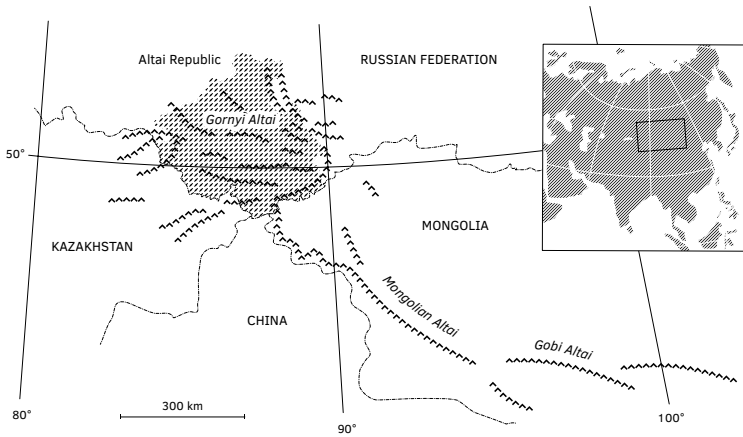 Altai Republic
RUSSIAN FEDERATION
Gornyi Altai
50°
MONGOLIA
KAZAKHSTAN
Mongolian Altai
CHINA
Gobi Altai
300 km
80°
90°
100°